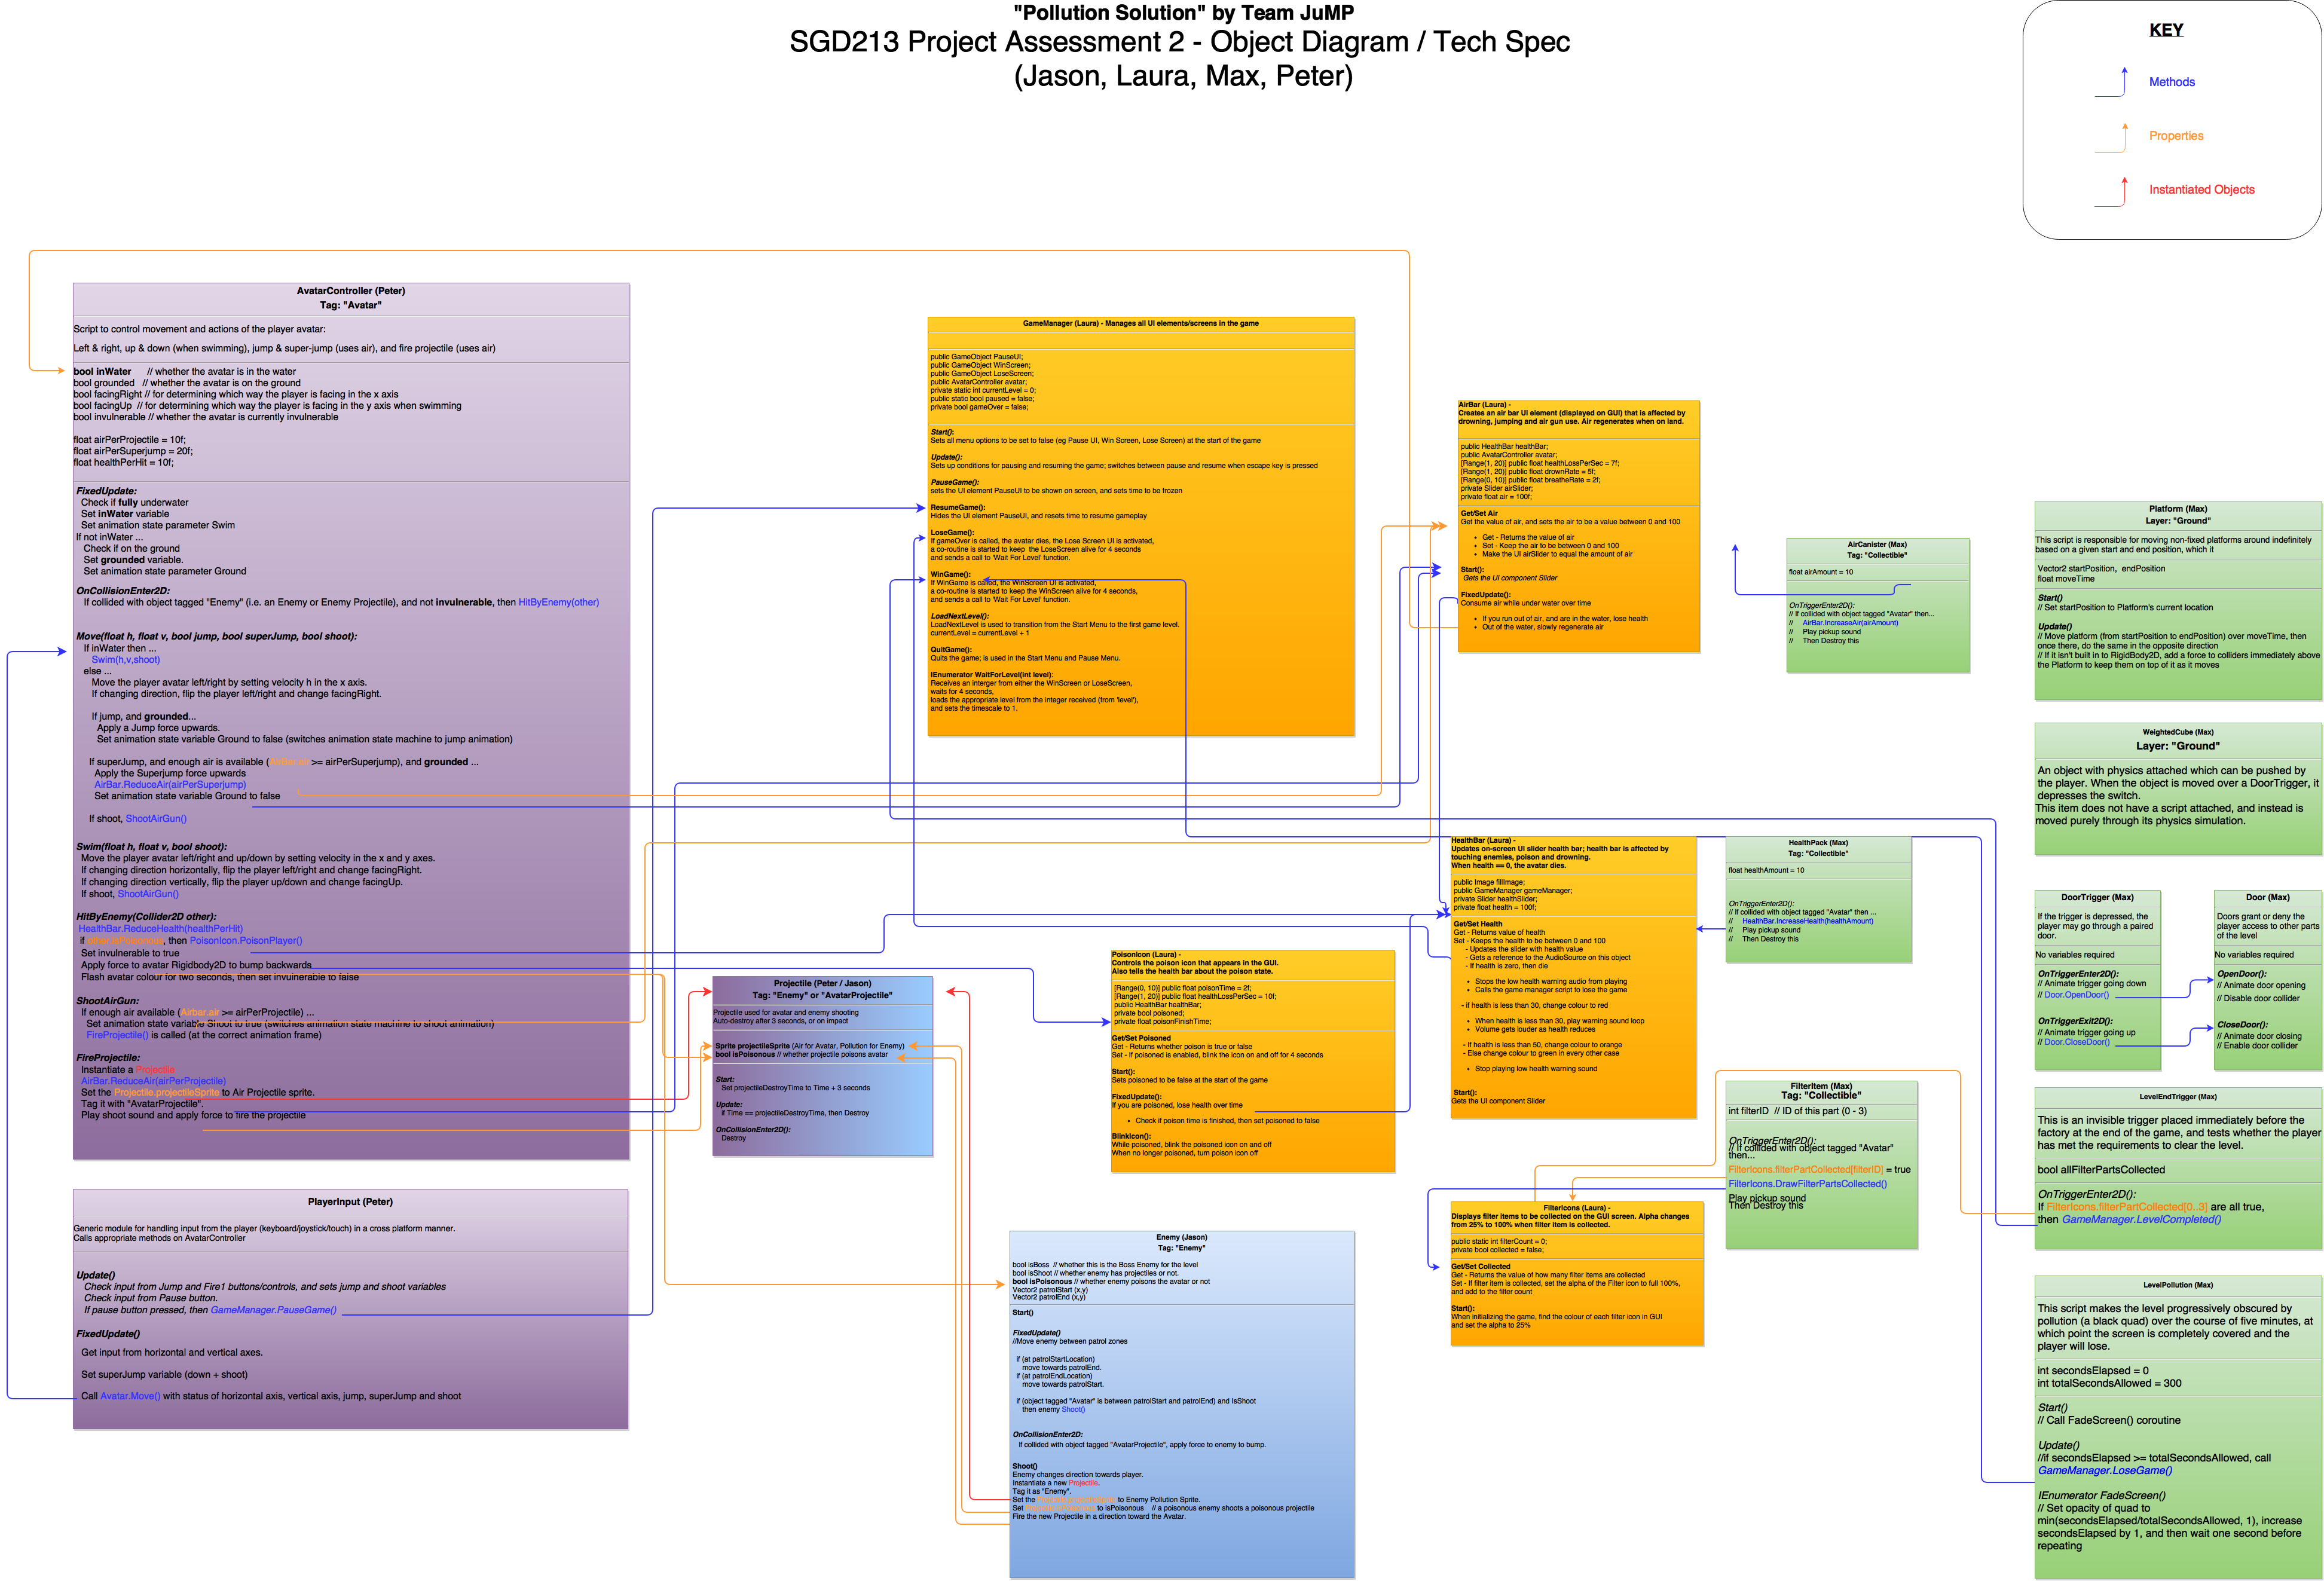 "Pollution Solution" by Team JuMP
SGD213 Project Assessment 2 - Object Diagram / Tech Spec
(Jason, Laura, Max, Peter)
KEY
Methods
Properties
Instantiated Objects
AvatarController (Peter)
Tag: "Avatar"
Script to control movement and actions of the player avatar:
Left & right, up & down (when swimming), jump & super-jump (uses air), and fire projectile (uses air)
bool inWater // whether the avatar is in the water
bool grounded // whether the avatar is on the ground
bool facingRight // for determining which way the player is facing in the x axis
bool facingUp // for determining which way the player is facing in the y axis when swimming
bool invulnerable // whether the avatar is currently invulnerable
float airPerProjectile = 10f;
float airPerSuperjump = 20f;
float healthPerHit = 10f;
FixedUpdate:
Check if fully underwater
Set inWater variable
Set animation state parameter Swim
If not inWater ...
Check if on the ground
Set grounded variable.
Set animation state parameter Ground
OnCollisionEnter2D:
If collided with object tagged "Enemy" (i.e. an Enemy or Enemy Projectile), and not invulnerable, then HitByEnemy(other)
Move(float h, float v, bool jump, bool superJump, bool shoot):
If inWater then ...
Swim(h,v,shoot)
else ...
Move the player avatar left/right by setting velocity h in the x axis.
If changing direction, flip the player left/right and change facingRight.
If jump, and grounded...
Apply a Jump force upwards.
Set animation state variable Ground to false (switches animation state machine to jump animation)
If superJump, and enough air is available (AirBar.air >= airPerSuperjump), and grounded ...
Apply the Superjump force upwards
AirBar.ReduceAir(airPerSuperjump)
Set animation state variable Ground to false
If shoot, ShootAirGun()
Swim(float h, float v, bool shoot):
Move the player avatar left/right and up/down by setting velocity in the x and y axes.
If changing direction horizontally, flip the player left/right and change facingRight.
If changing direction vertically, flip the player up/down and change facingUp.
If shoot, ShootAirGun()
HitByEnemy(Collider2D other):
HealthBar.ReduceHealth(healthPerHit)
if , then PoisonIcon.PoisonPlayer()
Set invulnerable to true
Apply force to avatar Rigidbody2D to bump backwards
Flash avatar colour for two seconds, then set invulnerable to false
ShootAirGun:
If enough air available (Airbar.air >= airPerProjectile) ...
Set animation state variable Shoot to true (switches animation state machine to shoot animation)
FireProjectile() is called (at the correct animation frame)
FireProjectile:
Instantiate a Projectile
AirBar.ReduceAir(airPerProjectile)
Set the Projectile.projectileSprite to Air Projectile sprite.
Tag it with "AvatarProjectile".
Play shoot sound and apply force to fire the projectile
PlayerInput (Peter)
Generic module for handling input from the player (keyboard/joystick/touch) in a cross platform manner.
Calls appropriate methods on AvatarController
Update()
Check input from Jump and Fire1 buttons/controls, and sets jump and shoot variables
Check input from Pause button.
If pause button pressed, then GameManager.PauseGame()
FixedUpdate()
Get input from horizontal and vertical axes.
Set superJump variable (down + shoot)
Call Avatar.Move() with status of horizontal axis, vertical axis, jump, superJump and shoot
GameManager (Laura) - Manages all UI elements/screens in the game
public GameObject PauseUI;
public GameObject WinScreen;
public GameObject LoseScreen;
public AvatarController avatar;
private static int currentLevel = 0;
public static bool paused = false;
private bool gameOver = false;
Start():
Sets all menu options to be set to false (eg Pause UI, Win Screen, Lose Screen) at the start of the game
Update():
Sets up conditions for pausing and resuming the game; switches between pause and resume when escape key is pressed
PauseGame():
sets the UI element PauseUI to be shown on screen, and sets time to be frozen
ResumeGame():
Hides the UI element PauseUI, and resets time to resume gameplay
LoseGame():
If gameOver is called, the avatar dies, the Lose Screen UI is activated,
a co-routine is started to keep the LoseScreen alive for 4 seconds
and sends a call to 'Wait For Level' function.
WinGame():
If WinGame is called, the WinScreen UI is activated,
a co-routine is started to keep the WinScreen alive for 4 seconds,
and sends a call to 'Wait For Level' function.
LoadNextLevel():
LoadNextLevel is used to transition from the Start Menu to the first game level.
currentLevel = currentLevel + 1
QuitGame():
Quits the game; is used in the Start Menu and Pause Menu.
IEnumerator WaitForLevel(int level):
Receives an interger from either the WinScreen or LoseScreen,
waits for 4 seconds,
loads the appropriate level from the integer received (from 'level'),
and sets the timescale to 1.
AirBar (Laura) -
Creates an air bar UI element (displayed on GUI) that is affected by
drowning, jumping and air gun use. Air regenerates when on land.
public HealthBar healthBar;
public AvatarController avatar;
[Range(1, 20)] public float healthLossPerSec = 7f;
[Range(1, 20)] public float drownRate = 5f;
[Range(0, 10)] public float breatheRate = 2f;
private Slider airSlider;
private float air = 100f;
Get/Set Air
Get the value of air, and sets the air to be a value between 0 and 100
• Get - Returns the value of air
• Set - Keep the air to be between 0 and 100
• Make the UI airSlider to equal the amount of air
Start():
Gets the UI component Slider
FixedUpdate():
Consume air while under water over time
• If you run out of air, and are in the water, lose health
• Out of the water, slowly regenerate air
AirCanister (Max)
Tag: "Collectible"
float airAmount = 10
OnTriggerEnter2D():
// If collided with object tagged "Avatar" then...
// AirBar.IncreaseAir(airAmount)
// Play pickup sound
// Then Destroy this
Platform (Max)
Layer: "Ground"
This script is responsible for moving non-fixed platforms around indefinitely
based on a given start and end position, which it
Vector2 startPosition, endPosition
float moveTime
Start()
// Set startPosition to Platform's current location
Update()
// Move platform (from startPosition to endPosition) over moveTime, then
once there, do the same in the opposite direction
// If it isn't built in to RigidBody2D, add a force to colliders immediately above
the Platform to keep them on top of it as it moves
WeightedCube (Max)
Layer: "Ground"
An object with physics attached which can be pushed by
the player. When the object is moved over a DoorTrigger, it
depresses the switch.
This item does not have a script attached, and instead is
moved purely through its physics simulation.
HealthBar (Laura) -
Updates on-screen UI slider health bar; health bar is affected by
touching enemies, poison and drowning.
When health == 0, the avatar dies.
public Image fillImage;
public GameManager gameManager;
private Slider healthSlider;
private float health = 100f;
Get/Set Health
Get - Returns value of health
Set - Keeps the health to be between 0 and 100
- Updates the slider with health value
- Gets a reference to the AudioSource on this object
- If health is zero, then die
• Stops the low health warning audio from playing
• Calls the game manager script to lose the game
- if health is less than 30, change colour to red
• When health is less than 30, play warning sound loop
• Volume gets louder as health reduces
- If health is less than 50, change colour to orange
- Else change colour to green in every other case
• Stop playing low health warning sound
Start():
Gets the UI component Slider
HealthPack (Max)
Tag: "Collectible"
float healthAmount = 10
OnTriggerEnter2D():
// If collided with object tagged "Avatar" then ...
// HealthBar.IncreaseHealth(healthAmount)
// Play pickup sound
// Then Destroy this
DoorTrigger (Max)
If the trigger is depressed, the
player may go through a paired
door.
No variables required
OnTriggerEnter2D():
// Animate trigger going down
// Door.OpenDoor()
OnTriggerExit2D():
// Animate trigger going up
// Door.CloseDoor()
Door (Max)
Doors grant or deny the
player access to other parts
of the level
No variables required
OpenDoor():
// Animate door opening
// Disable door collider
CloseDoor():
// Animate door closing
// Enable door collider
PoisonIcon (Laura) -
Controls the poison icon that appears in the GUI.
Also tells the health bar about the poison state.
[Range(0, 10)] public float poisonTime = 2f;
[Range(1, 20)] public float healthLossPerSec = 10f;
public HealthBar healthBar;
private bool poisoned;
private float poisonFinishTime;
Get/Set Poisoned
Get - Returns whether poison is true or false
Set - If poisoned is enabled, blink the icon on and off for 4 seconds
Start():
Sets poisoned to be false at the start of the game
FixedUpdate():
If you are poisoned, lose health over time
• Check if poison time is finished, then set poisoned to false
BlinkIcon():
While poisoned, blink the poisoned icon on and off
When no longer poisoned, turn poison icon off
Projectile (Peter / Jason)
Tag: "Enemy" or "AvatarProjectile"
Projectile used for avatar and enemy shooting
Auto-destroy after 3 seconds, or on impact
Sprite projectileSprite (Air for Avatar, Pollution for Enemy)
bool isPoisonous // whether projectile poisons avatar
Start:
Set projectileDestroyTime to Time + 3 seconds
Update:
if Time == projectileDestroyTime, then Destroy
OnCollisionEnter2D():
Destroy
FilterItem (Max)
Tag: "Collectible"
int filterID // ID of this part (0 - 3)
OnTriggerEnter2D():
// If collided with object tagged "Avatar"
then...
FilterIcons.filterPartCollected[filterID] = true
FilterIcons.DrawFilterPartsCollected()
Play pickup sound
Then Destroy this
LevelEndTrigger (Max)
This is an invisible trigger placed immediately before the
factory at the end of the game, and tests whether the player
has met the requirements to clear the level.
bool allFilterPartsCollected
OnTriggerEnter2D():
If FilterIcons.filterPartCollected[0..3] are all true,
then GameManager.LevelCompleted()
FilterIcons (Laura) -
Displays filter items to be collected on the GUI screen. Alpha changes
from 25% to 100% when filter item is collected.
public static int filterCount = 0;
private bool collected = false;
Get/Set Collected
Get - Returns the value of how many filter items are collected
Set - If filter item is collected, set the alpha of the Filter icon to full 100%,
and add to the filter count
Start():
When initializing the game, find the colour of each filter icon in GUI
and set the alpha to 25%
Enemy (Jason)
Tag: "Enemy"
bool isBoss // whether this is the Boss Enemy for the level
bool isShoot // whether enemy has projectiles or not.
bool isPoisonous // whether enemy poisons the avatar or not
Vector2 patrolStart (x,y)
Vector2 patrolEnd (x,y)
Start()
FixedUpdate()
//Move enemy between patrol zones
if (at patrolStartLocation)
move towards patrolEnd.
if (at patrolEndLocation)
move towards patrolStart.
if (object tagged "Avatar" is between patrolStart and patrolEnd) and IsShoot
then enemy Shoot()
OnCollisionEnter2D:
If collided with object tagged "AvatarProjectile", apply force to enemy to bump.
Shoot()
Enemy changes direction towards player.
Instantiate a new Projectile.
Tag it as "Enemy".
Set the to Enemy Pollution Sprite.
Set to isPoisonous // a poisonous enemy shoots a poisonous projectile
Fire the new Projectile in a direction toward the Avatar.
LevelPollution (Max)
This script makes the level progressively obscured by
pollution (a black quad) over the course of five minutes, at
which point the screen is completely covered and the
player will lose.
int secondsElapsed = 0
int totalSecondsAllowed = 300
Start()
// Call FadeScreen() coroutine
Update()
//if secondsElapsed >= totalSecondsAllowed, call
GameManager.LoseGame()
IEnumerator FadeScreen()
// Set opacity of quad to
min(secondsElapsed/totalSecondsAllowed, 1), increase
secondsElapsed by 1, and then wait one second before
repeating